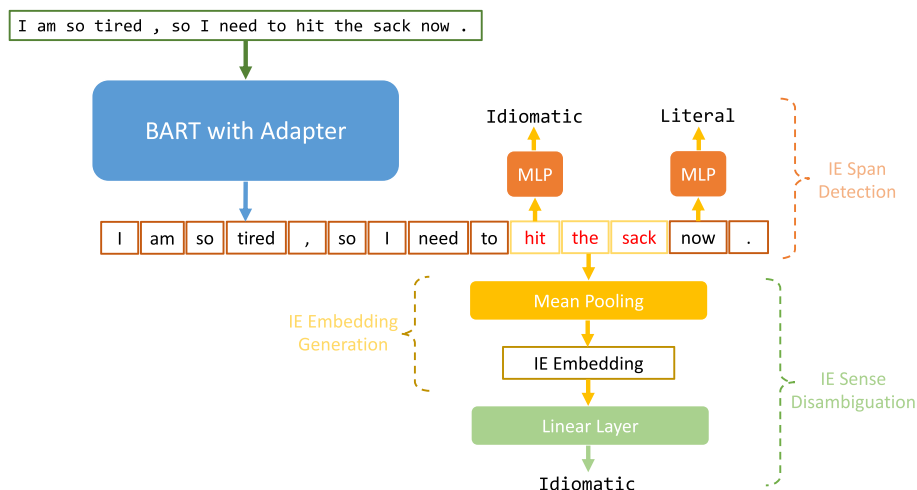 I am so tired , so I need to hit the sack now .
BART with Adapter
Idiomatic
Literal
MLP
MLP
IE Span
Detection
I am so tired , so I need to hit the sack now .
Mean Pooling
IE Embedding
Generation
IE Embedding
IE Sense
Disambiguation
Linear Layer
Idiomatic